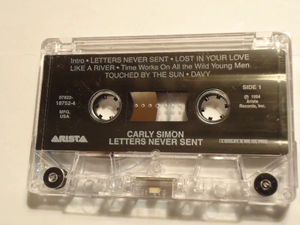 Intro • LETTERS NEVER SENT • LOST IN YOUR LOVE
LIKE A RIVER • Time Works On All the Wild Young Men
TOUCHED BY THE SUN • DAVY
07822-
18752-4
MFG.
USA
SIDE 1
℗ 1994
Arista
Records, Inc.
ARISTA
CARLY SIMON
LETTERS NEVER SENT